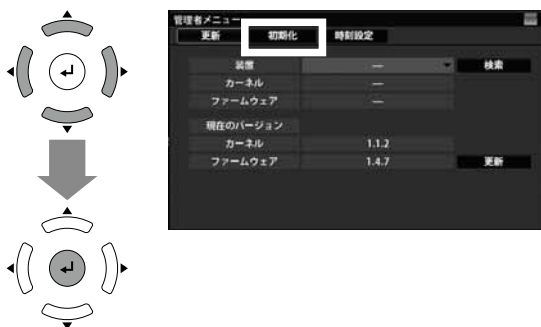 管理者メニュー
更新 初期化 時刻設定
装置 — 検索
カーネル —
ファームウェア —
現在のバージョン
カーネル 1.1.2
ファームウェア 1.4.7 更新